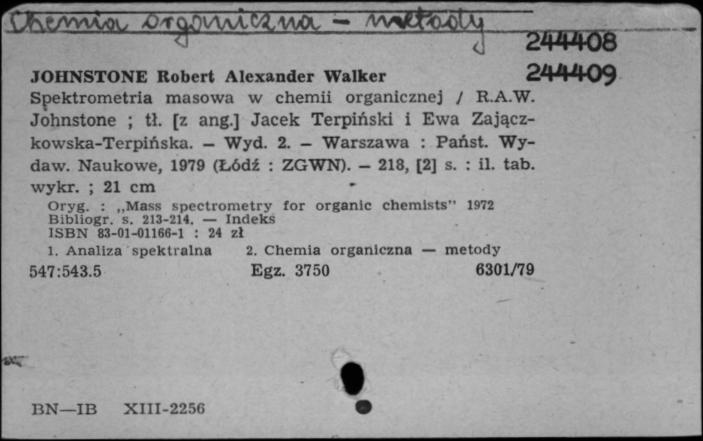 Chemia organiczna – metody
244408
JOHNSTONE Robert Alexander Walker 244409
Spektrometria masowa w chemii organicznej / R.A.W.
Johnstone ; tł. [z ang.] Jacek Terpiński i Ewa Zającz-
kowska-Terpińska. — Wyd. 2. — Warszawa : Państ. Wy-
daw. Naukowe, 1979 (Łódź : ZGWN). — 218, [2] s. : il. tab.
wykr. ; 21 cm
Oryg. : „Mass spectrometry for organic chemists" 1972
Bibliogr. s. 213-214. — Indeks
ISBN 83-01-01166-1 : 24 zł
1. Analiza spektralna 2. Chemia organiczna — metody
547:543.5 Egz. 3750 6301/79
BN—IB XIII-2256